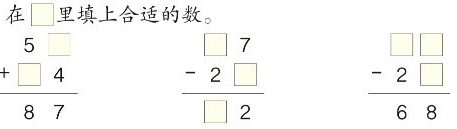 在□里填上合适的数。
5 □ □ 7 □ □
+ □ 4 - 2 □ - 2 □
8 7 □ 2 6 8